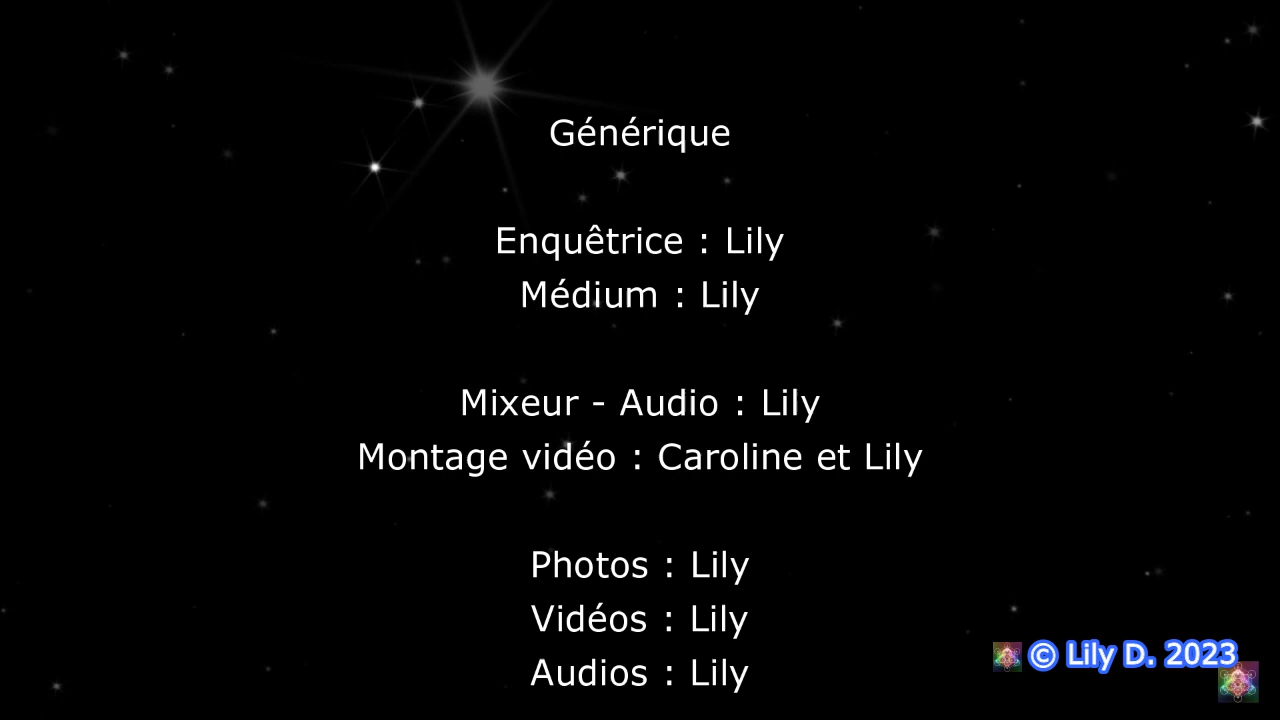 Générique
Enquêtrice : Lily
Médium : Lily
Mixeur - Audio : Lily
Montage vidéo : Caroline et Lily
Photos : Lily
Vidéos : Lily
Audios : Lily
© Lily D. 2023